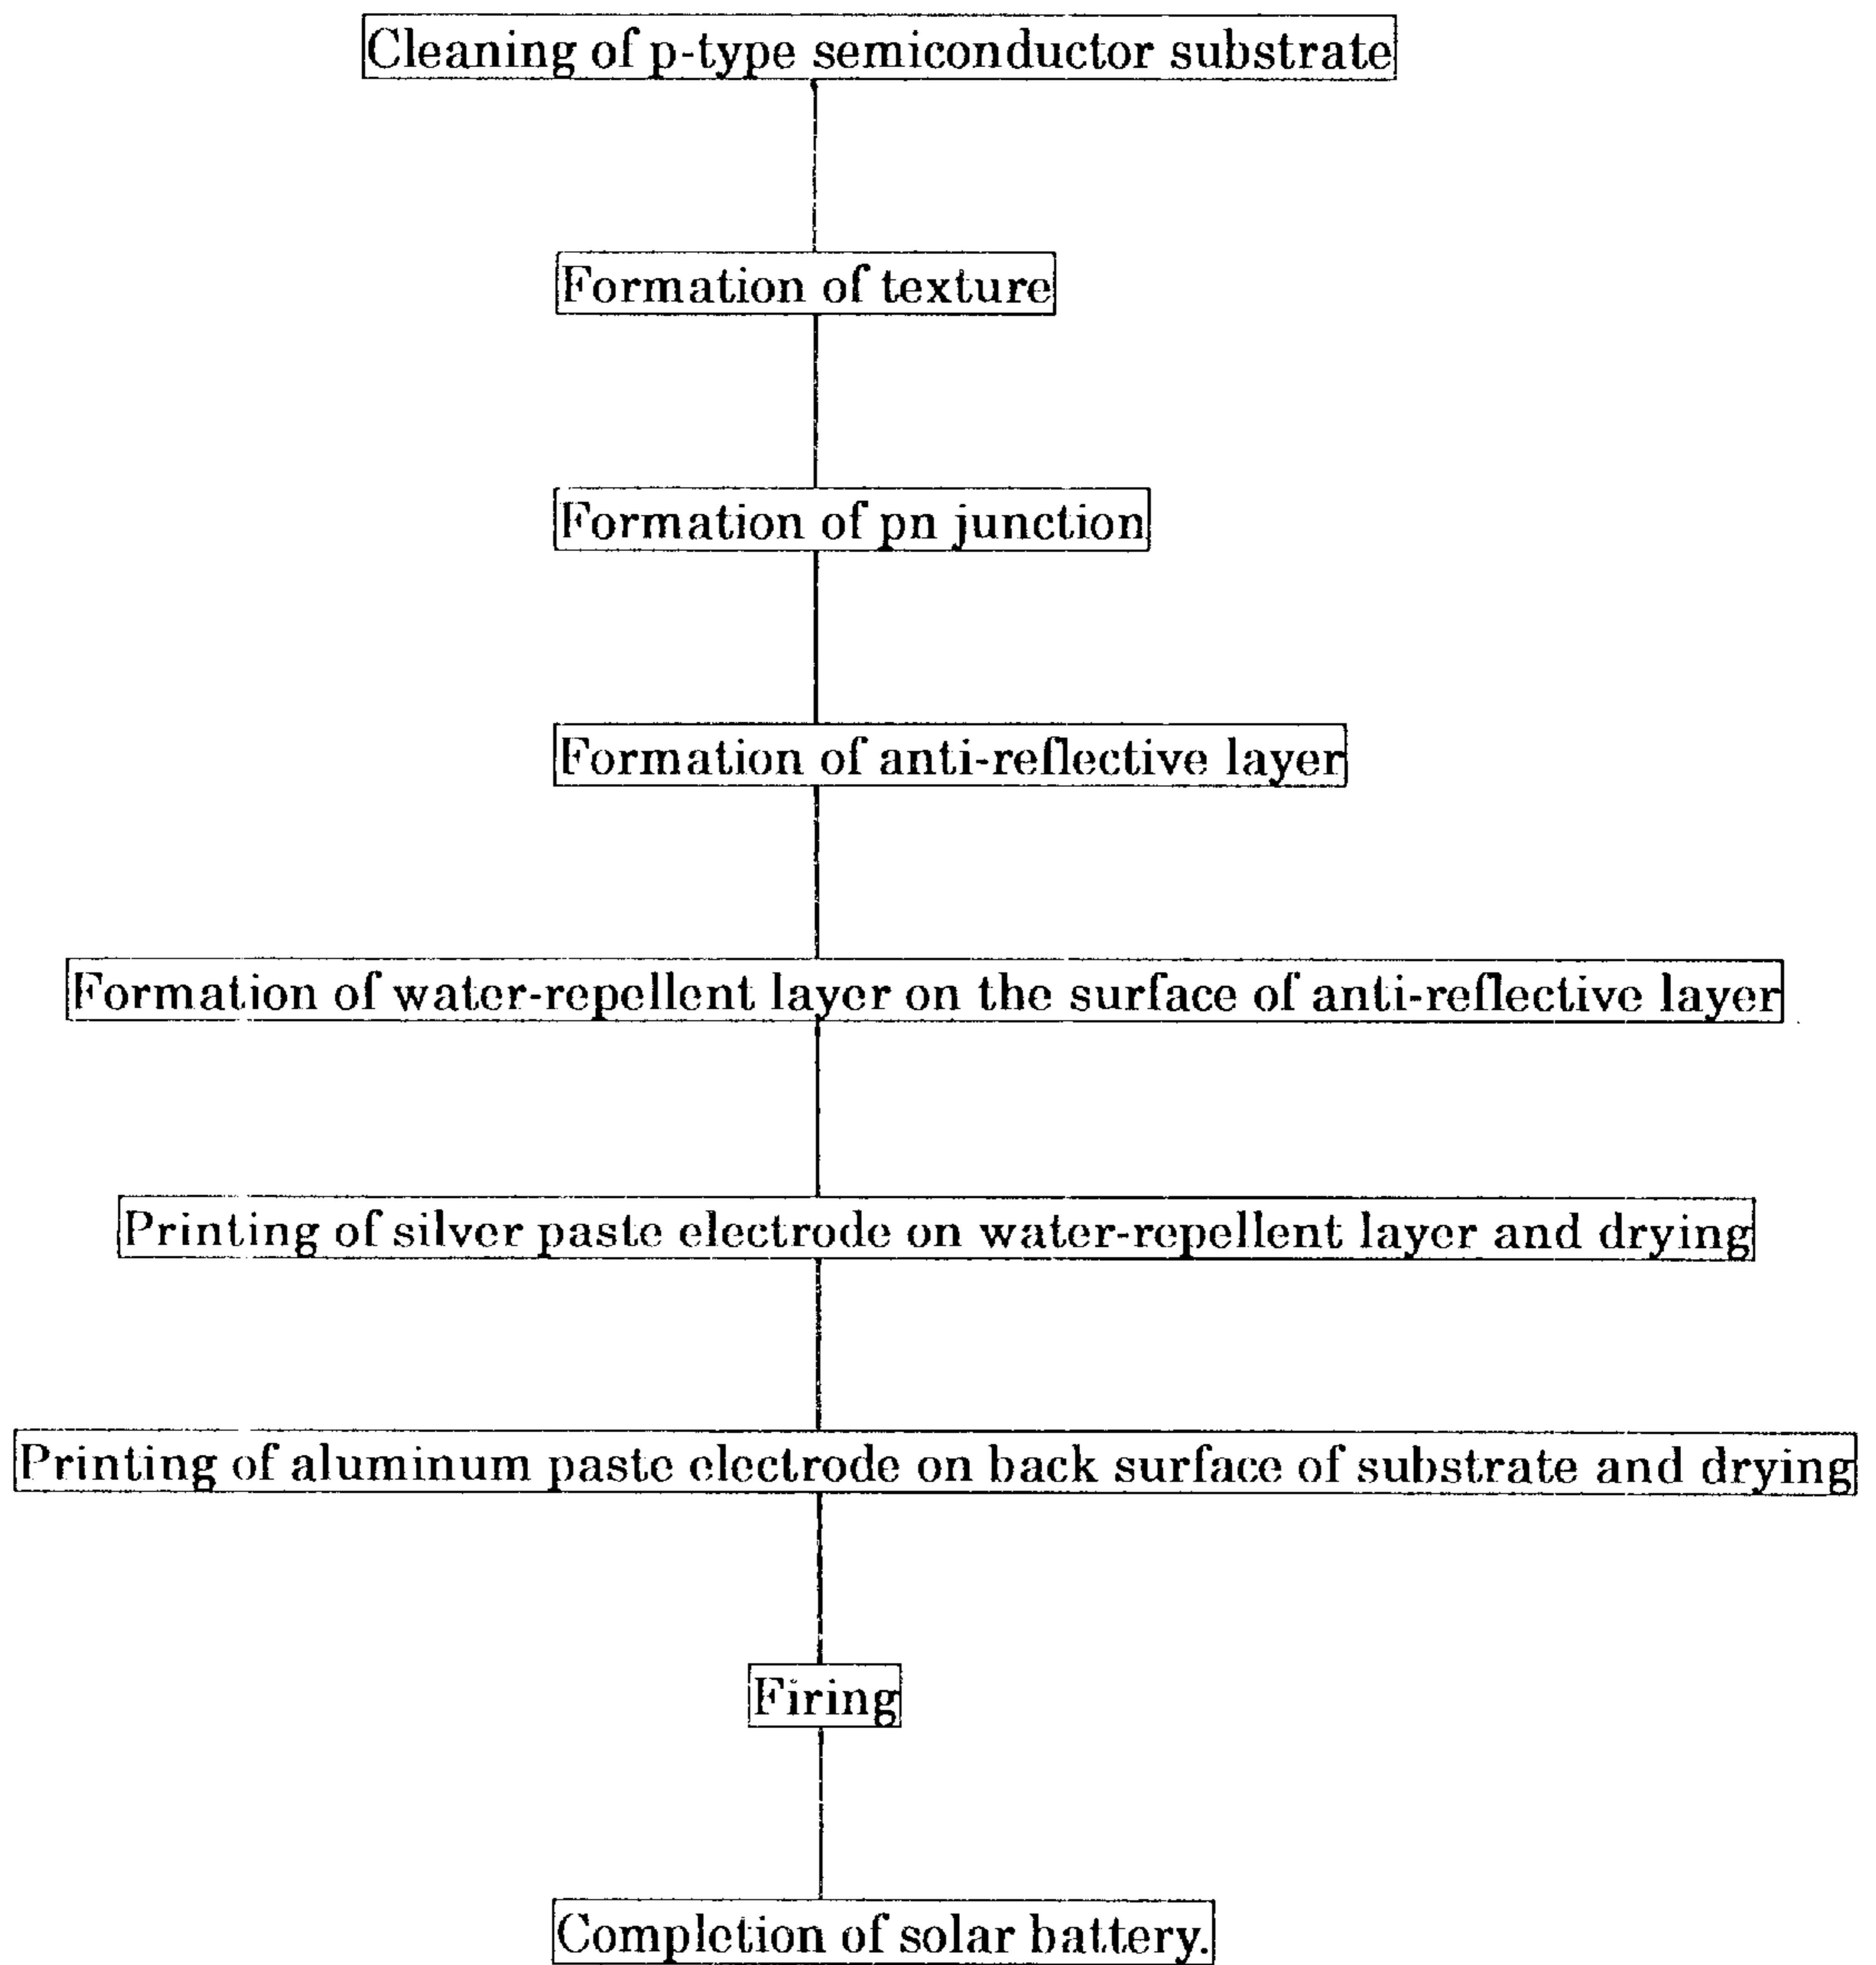 Cleaning of p-type semiconductor substrate
Formation of texture
Formation of pn junction
Formation of anti-reflective layer
Formation of water-repellent layer on the surface of anti-reflective layer
Printing of silver paste electrode on water-repellent layer and drying
Printing of aluminum paste electrode on back surface of substrate and drying
Firing
Completion of solar battery.